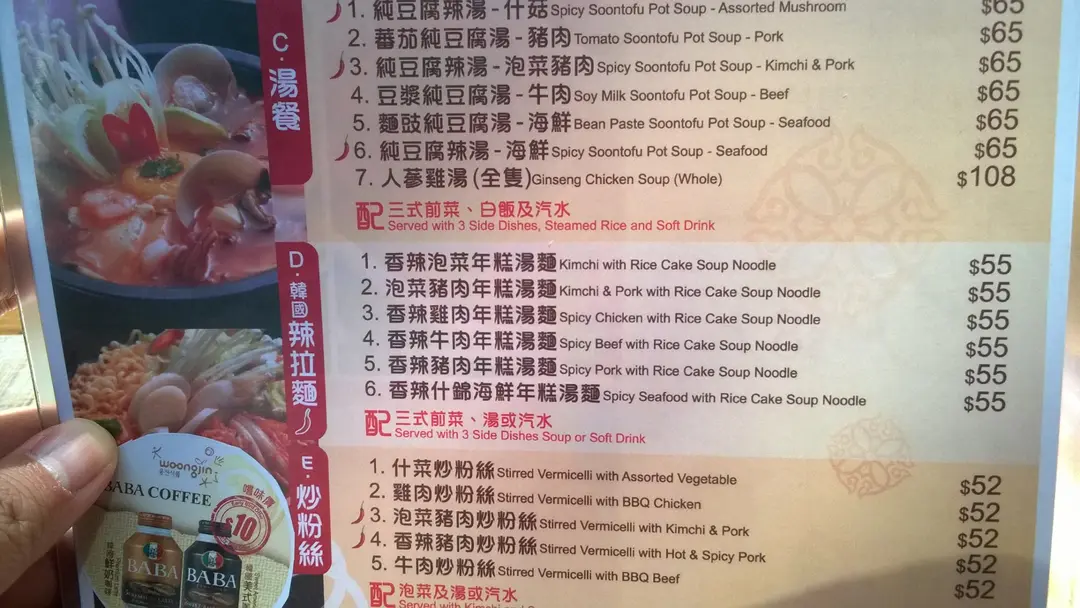 C·湯餐
1. 純豆腐辣湯-什菇 Spicy Soontofu Pot Soup - Assorted Mushroom $65
2. 蕃茄純豆腐湯-豬肉 Tomato Soontofu Pot Soup - Pork $65
3. 純豆腐辣湯-泡菜豬肉 Spicy Soontofu Pot Soup - Kimchi & Pork $65
4. 豆漿純豆腐湯-牛肉 Soy Milk Soontofu Pot Soup - Beef $65
5. 麵豉純豆腐湯-海鮮 Bean Paste Soontofu Pot Soup - Seafood $65
6. 純豆腐辣湯-海鮮 Spicy Soontofu Pot Soup - Seafood $65
7. 人蔘雞湯(全隻) Ginseng Chicken Soup (Whole) $108
配 三式前菜、白飯及汽水
Served with 3 Side Dishes, Steamed Rice and Soft Drink
D·韓國辣拉麵
1. 香辣泡菜年糕湯麵 Kimchi with Rice Cake Soup Noodle $55
2. 泡菜豬肉年糕湯麵 Kimchi & Pork with Rice Cake Soup Noodle $55
3. 香辣雞肉年糕湯麵 Spicy Chicken with Rice Cake Soup Noodle $55
4. 香辣牛肉年糕湯麵 Spicy Beef with Rice Cake Soup Noodle $55
5. 香辣豬肉年糕湯麵 Spicy Pork with Rice Cake Soup Noodle $55
6. 香辣什錦海鮮年糕湯麵 Spicy Seafood with Rice Cake Soup Noodle $55
配 三式前菜、湯或汽水
Served with 3 Side Dishes Soup or Soft Drink
E·炒粉絲
1. 什菜炒粉絲 Stirred Vermicelli with Assorted Vegetable $52
2. 雞肉炒粉絲 Stirred Vermicelli with BBQ Chicken $52
3. 泡菜豬肉炒粉絲 Stirred Vermicelli with Kimchi & Pork $52
4. 香辣豬肉炒粉絲 Stirred Vermicelli with Hot & Spicy Pork $52
5. 牛肉炒粉絲 Stirred Vermicelli with BBQ Beef $52
配 泡菜及湯或汽水
Served with Kimchi and
woongjin
BABA COFFEE
嚐味價
$10
BABA
BABA